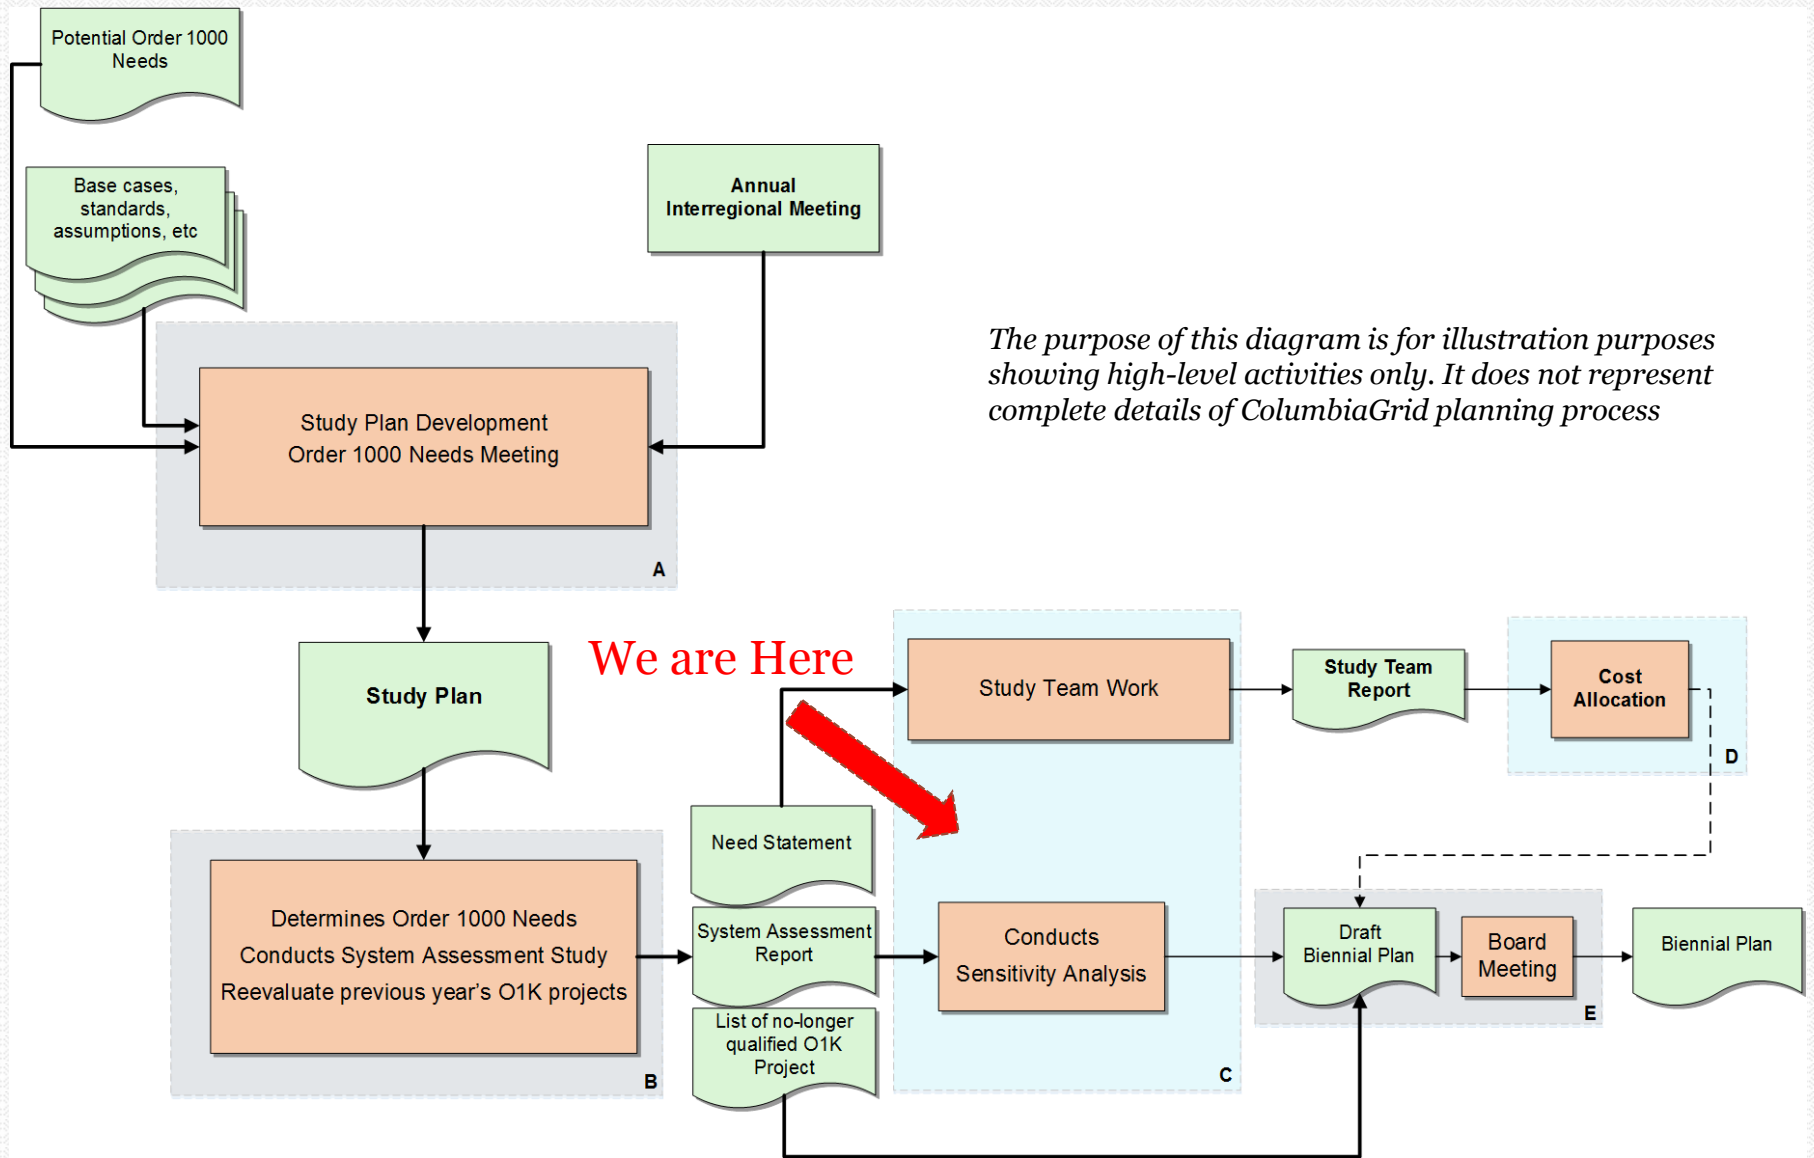 Potential Order 1000
Needs
Base cases,
standards,
assumptions, etc
Annual
Interregional Meeting
The purpose of this diagram is for illustration purposes
showing high-level activities only. It does not represent
complete details of ColumbiaGrid planning process
Study Plan Development
Order 1000 Needs Meeting
A
Study Plan
We are Here
Study Team Work
Study Team
Report
Cost
Allocation
D
Need Statement
Determines Order 1000 Needs
Conducts System Assessment Study
Reevaluate previous year's O1K projects
B
System Assessment
Report
List of no-longer
qualified O1K
Project
Conducts
Sensitivity Analysis
C
Draft
Biennial Plan
Board
Meeting
E
Biennial Plan